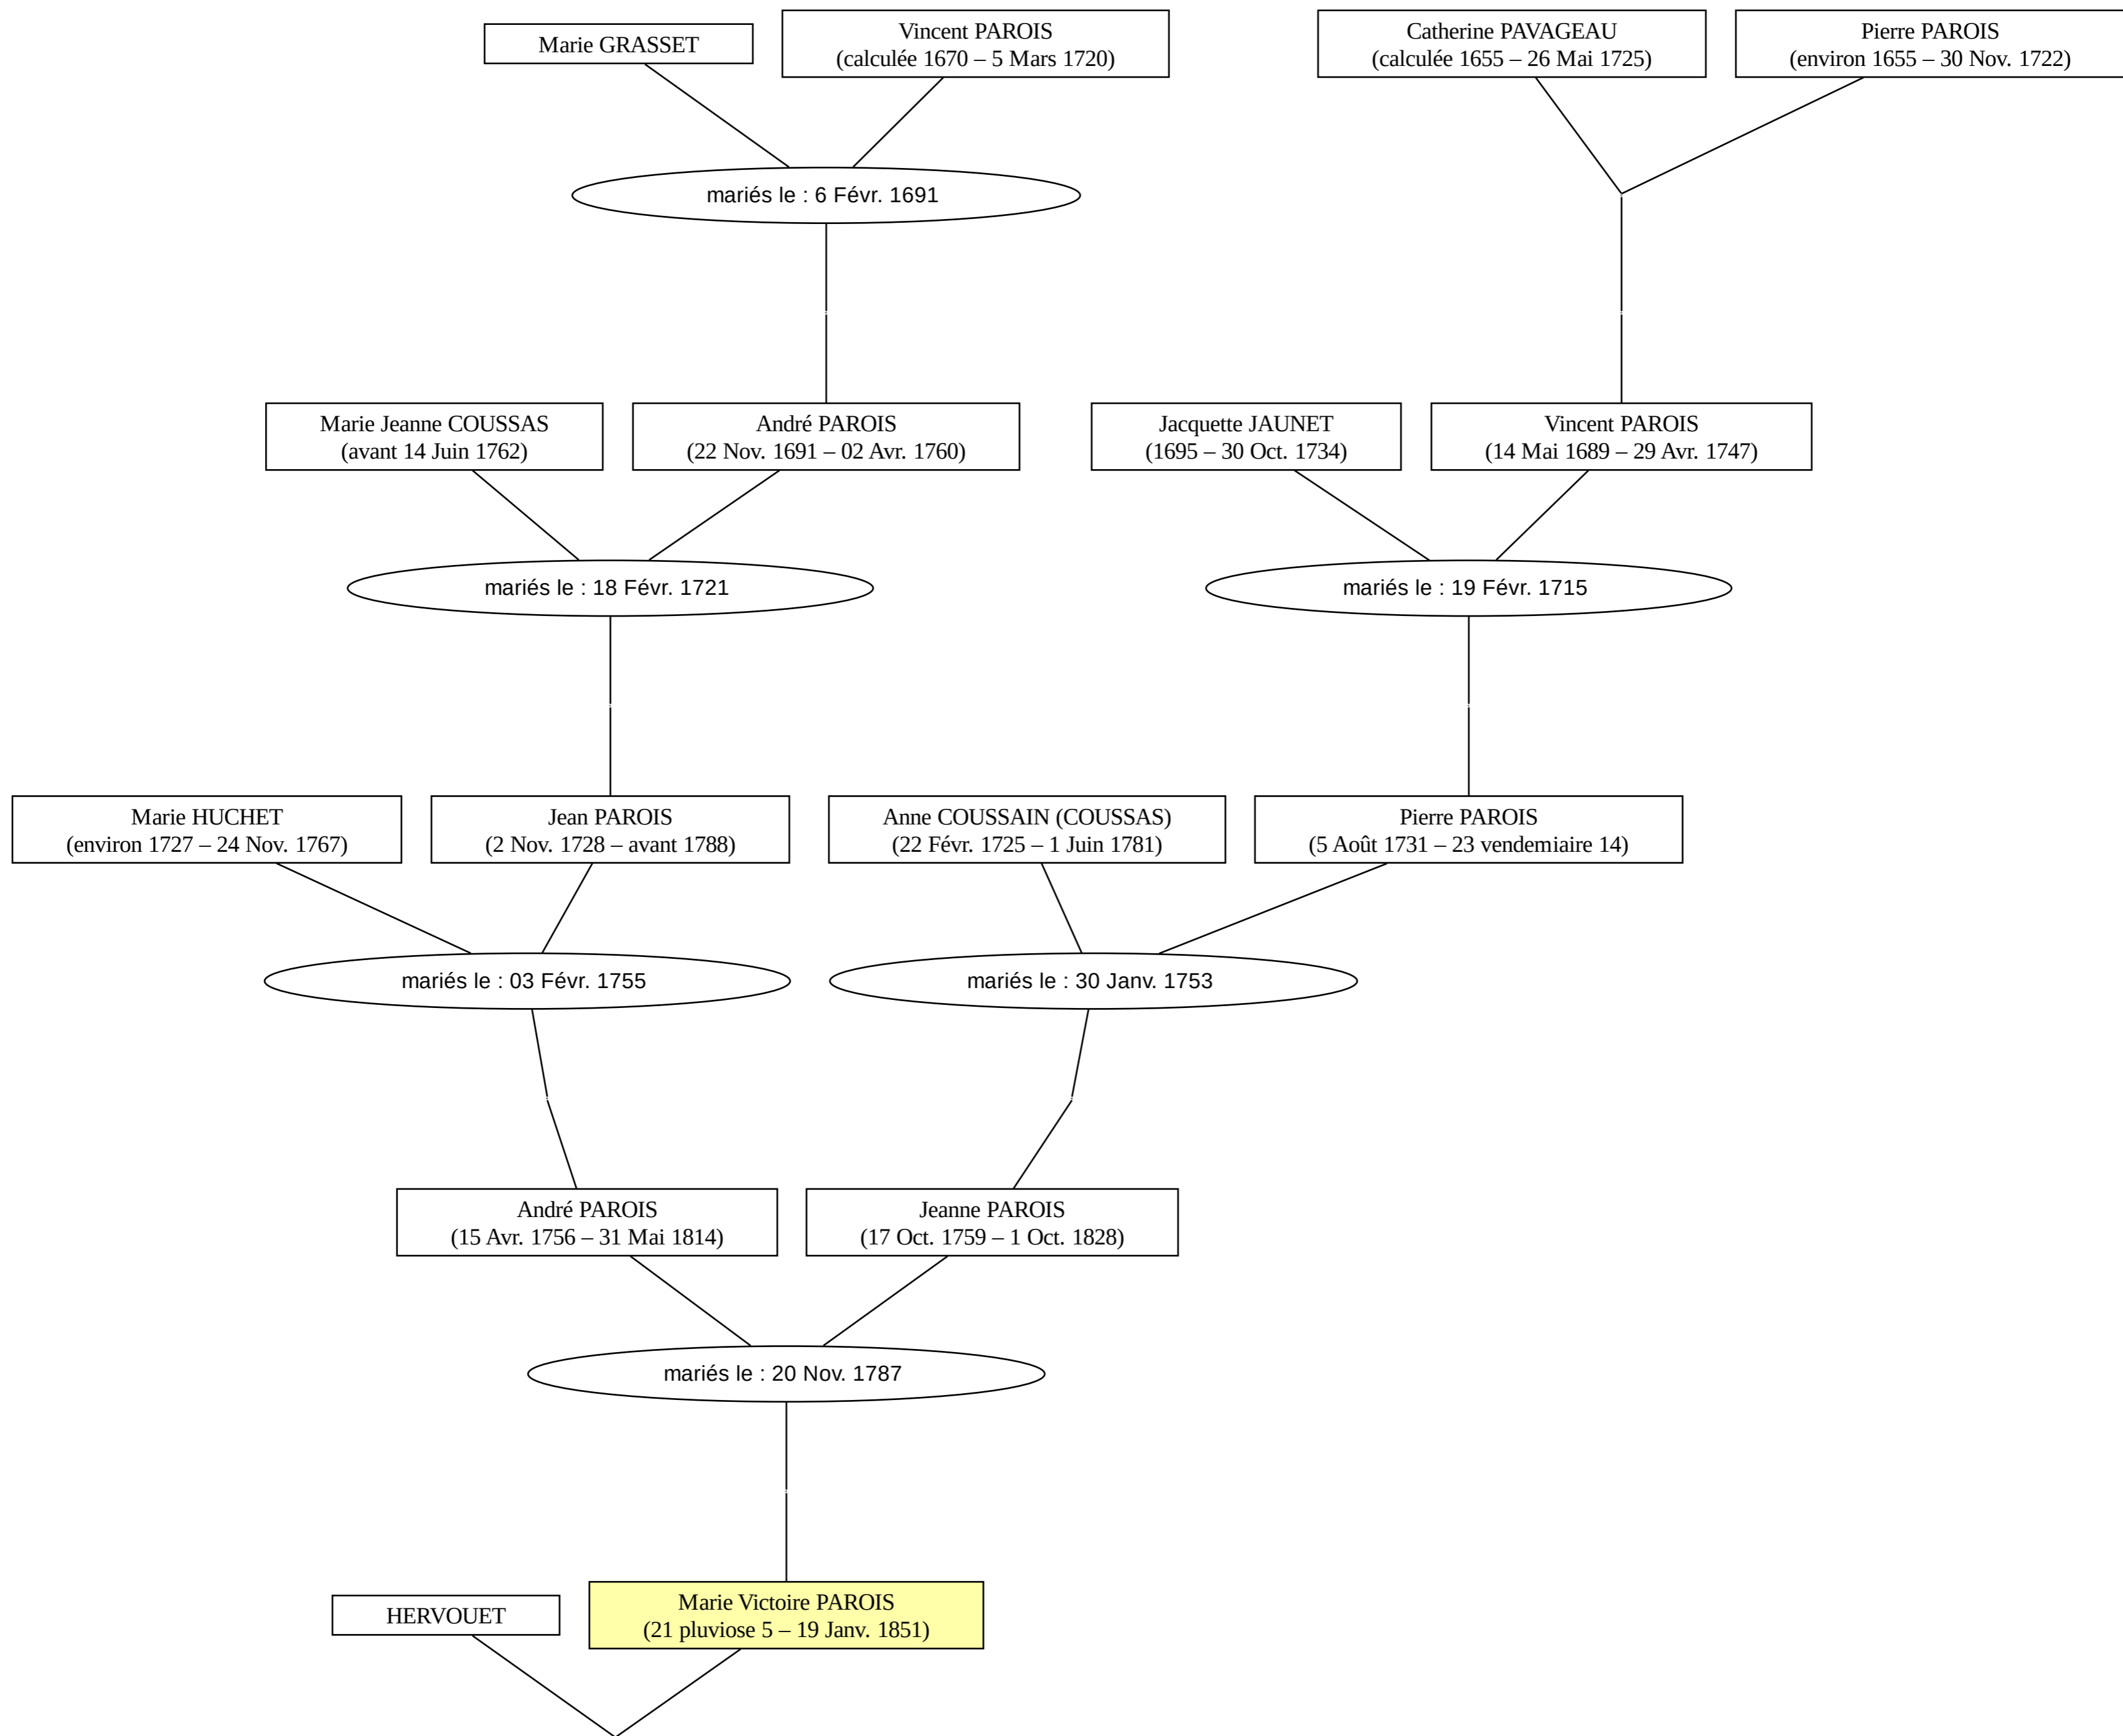 Marie GRASSET
Vincent PAROIS
(calculée 1670 – 5 Mars 1720)
Catherine PAVAGEAU
(calculée 1655 – 26 Mai 1725)
Pierre PAROIS
(environ 1655 – 30 Nov. 1722)
mariés le : 6 Févr. 1691
Marie Jeanne COUSSAS
(avant 14 Juin 1762)
André PAROIS
(22 Nov. 1691 – 02 Avr. 1760)
Jacquette JAUNET
(1695 – 30 Oct. 1734)
Vincent PAROIS
(14 Mai 1689 – 29 Avr. 1747)
mariés le : 18 Févr. 1721
mariés le : 19 Févr. 1715
Marie HUCHET
(environ 1727 – 24 Nov. 1767)
Jean PAROIS
(2 Nov. 1728 – avant 1788)
Anne COUSSAIN (COUSSAS)
(22 Févr. 1725 – 1 Juin 1781)
Pierre PAROIS
(5 Août 1731 – 23 vendemiaire 14)
mariés le : 03 Févr. 1755
mariés le : 30 Janv. 1753
André PAROIS
(15 Avr. 1756 – 31 Mai 1814)
Jeanne PAROIS
(17 Oct. 1759 – 1 Oct. 1828)
mariés le : 20 Nov. 1787
HERVOUET
Marie Victoire PAROIS
(21 pluviose 5 – 19 Janv. 1851)